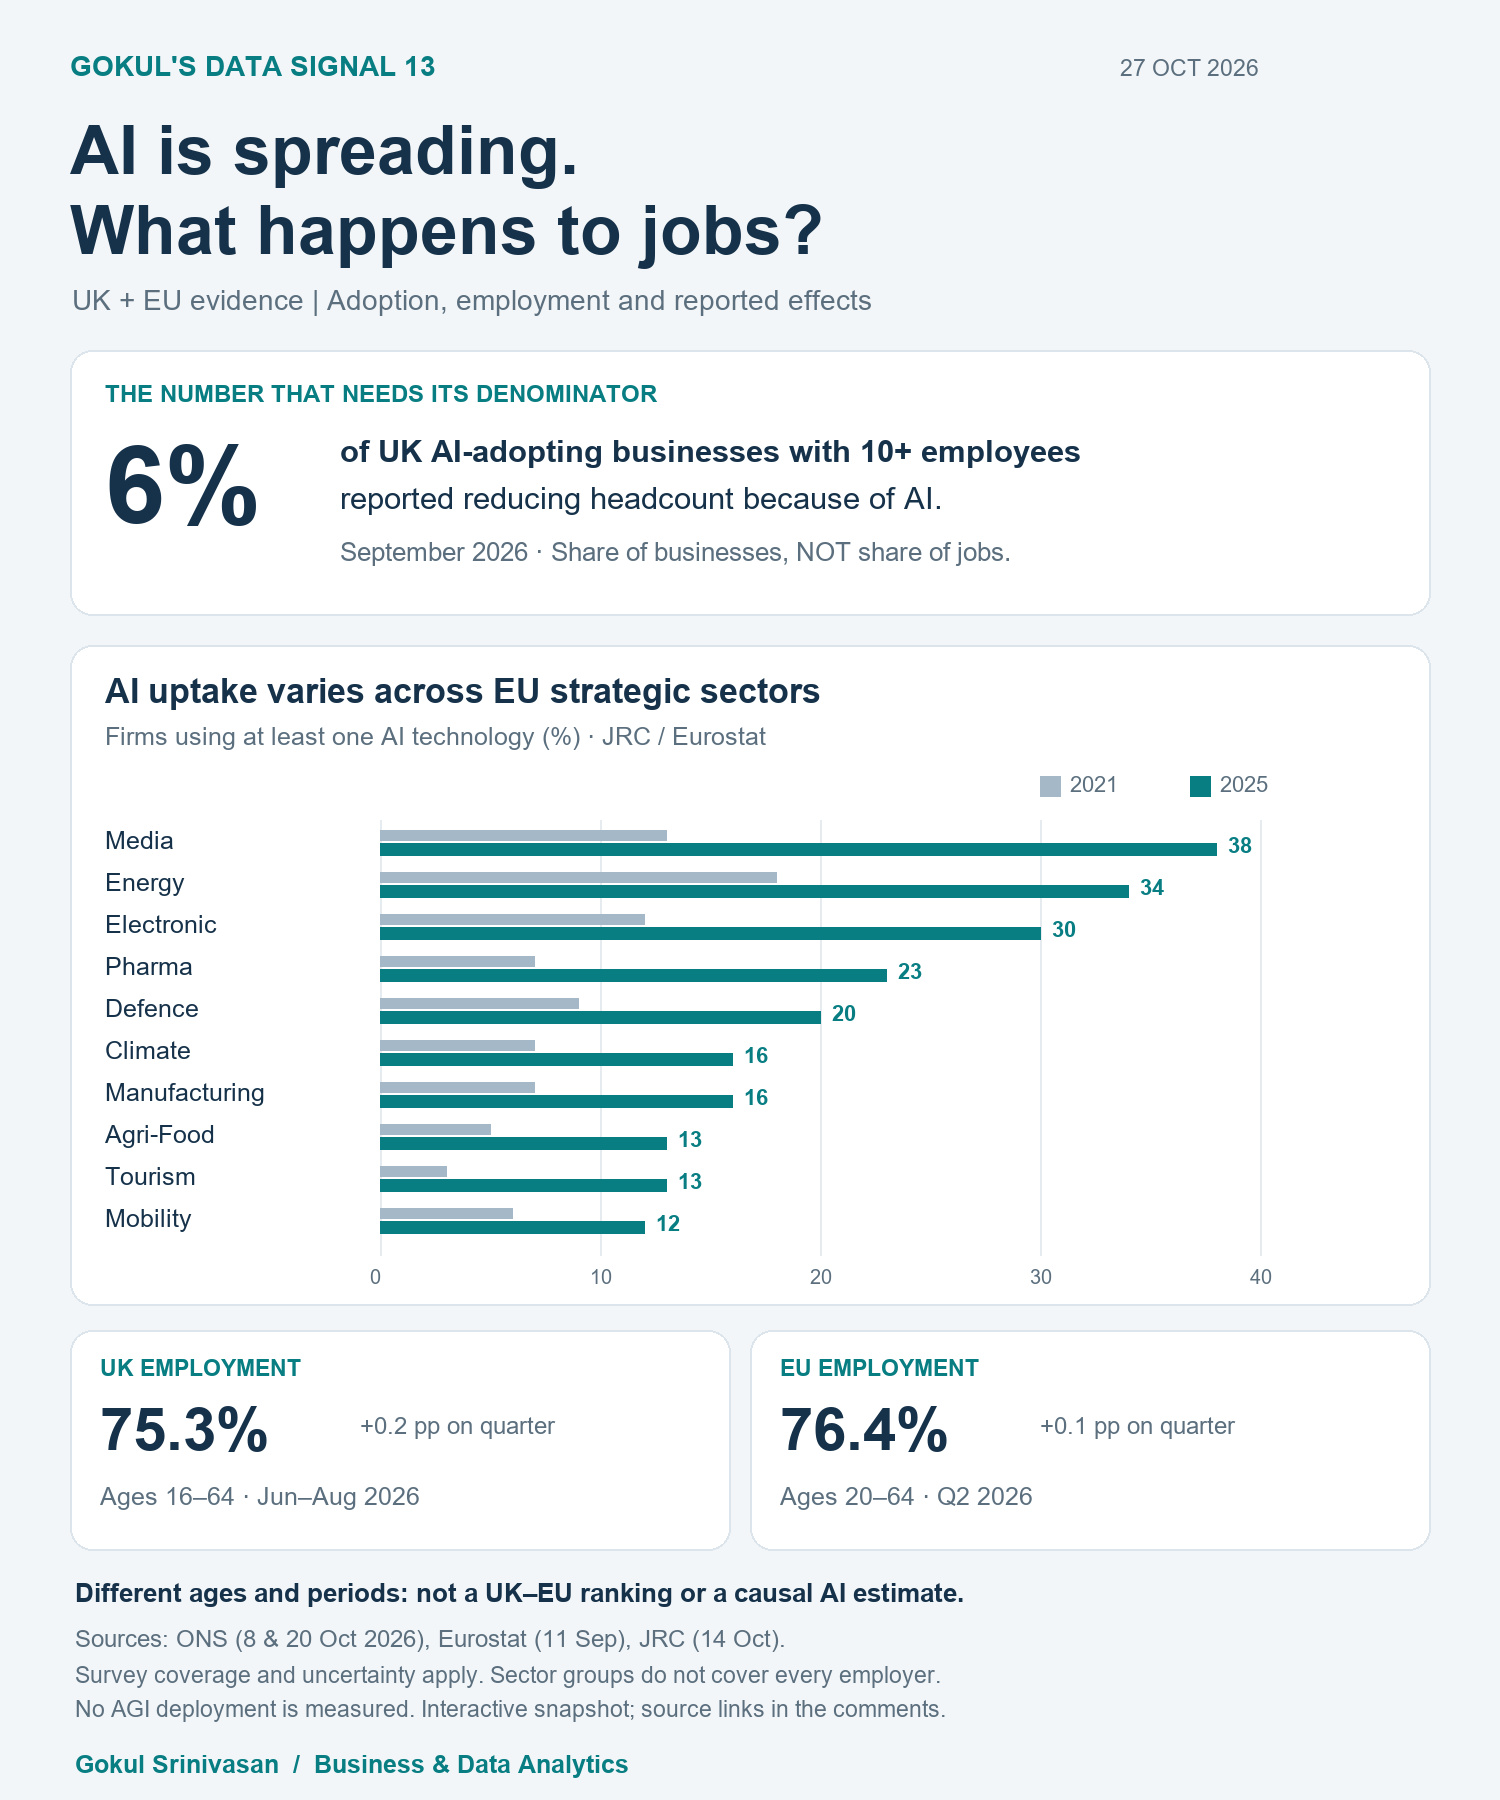 GOKUL'S DATA SIGNAL 13
27 OCT 2026
AI is spreading.
What happens to jobs?
UK + EU evidence | Adoption, employment and reported effects
THE NUMBER THAT NEEDS ITS DENOMINATOR
6%
of UK AI-adopting businesses with 10+ employees
reported reducing headcount because of AI.
September 2026 · Share of businesses, NOT share of jobs.
AI uptake varies across EU strategic sectors
Firms using at least one AI technology (%) · JRC / Eurostat
2021
2025
Media 38
Energy 34
Electronic 30
Pharma 23
Defence 20
Climate 16
Manufacturing 16
Agri-Food 13
Tourism 13
Mobility 12
0 10 20 30 40
UK EMPLOYMENT
75.3% +0.2 pp on quarter
Ages 16–64 · Jun–Aug 2026
EU EMPLOYMENT
76.4% +0.1 pp on quarter
Ages 20–64 · Q2 2026
Different ages and periods: not a UK–EU ranking or a causal AI estimate.
Sources: ONS (8 & 20 Oct 2026), Eurostat (11 Sep), JRC (14 Oct).
Survey coverage and uncertainty apply. Sector groups do not cover every employer.
No AGI deployment is measured. Interactive snapshot; source links in the comments.
Gokul Srinivasan / Business & Data Analytics